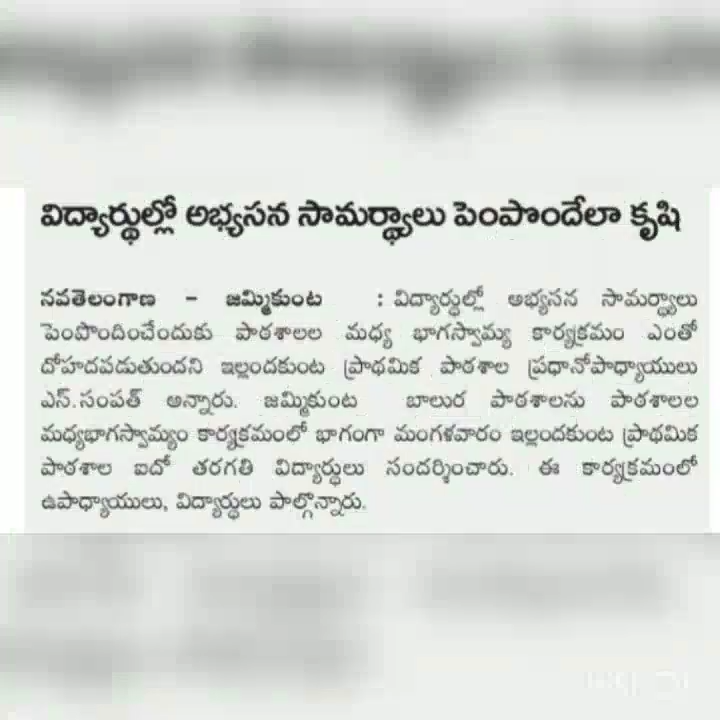 విద్యార్థుల్లో అభ్యసన సామర్థ్యాలు పెంపొందేలా కృషి
నవతెలంగాణ - జమ్మికుంట : విద్యార్థుల్లో అభ్యసన సామర్థ్యాలు
పెంపొందించేందుకు పాఠశాలల మధ్య భాగస్వామ్య కార్యక్రమం ఎంతో
దోహదపడుతుందని ఇల్లందకుంట ప్రాథమిక పాఠశాల ప్రధానోపాధ్యాయులు
ఎస్.సంపత్ అన్నారు. జమ్మికుంట బాలుర పాఠశాలను పాఠశాలల
మధ్యభాగస్వామ్యం కార్యక్రమంలో భాగంగా మంగళవారం ఇల్లందకుంట ప్రాథమిక
పాఠశాల ఐదో తరగతి విద్యార్థులు సందర్శించారు. ఈ కార్యక్రమంలో
ఉపాధ్యాయులు, విద్యార్థులు పాల్గొన్నారు.